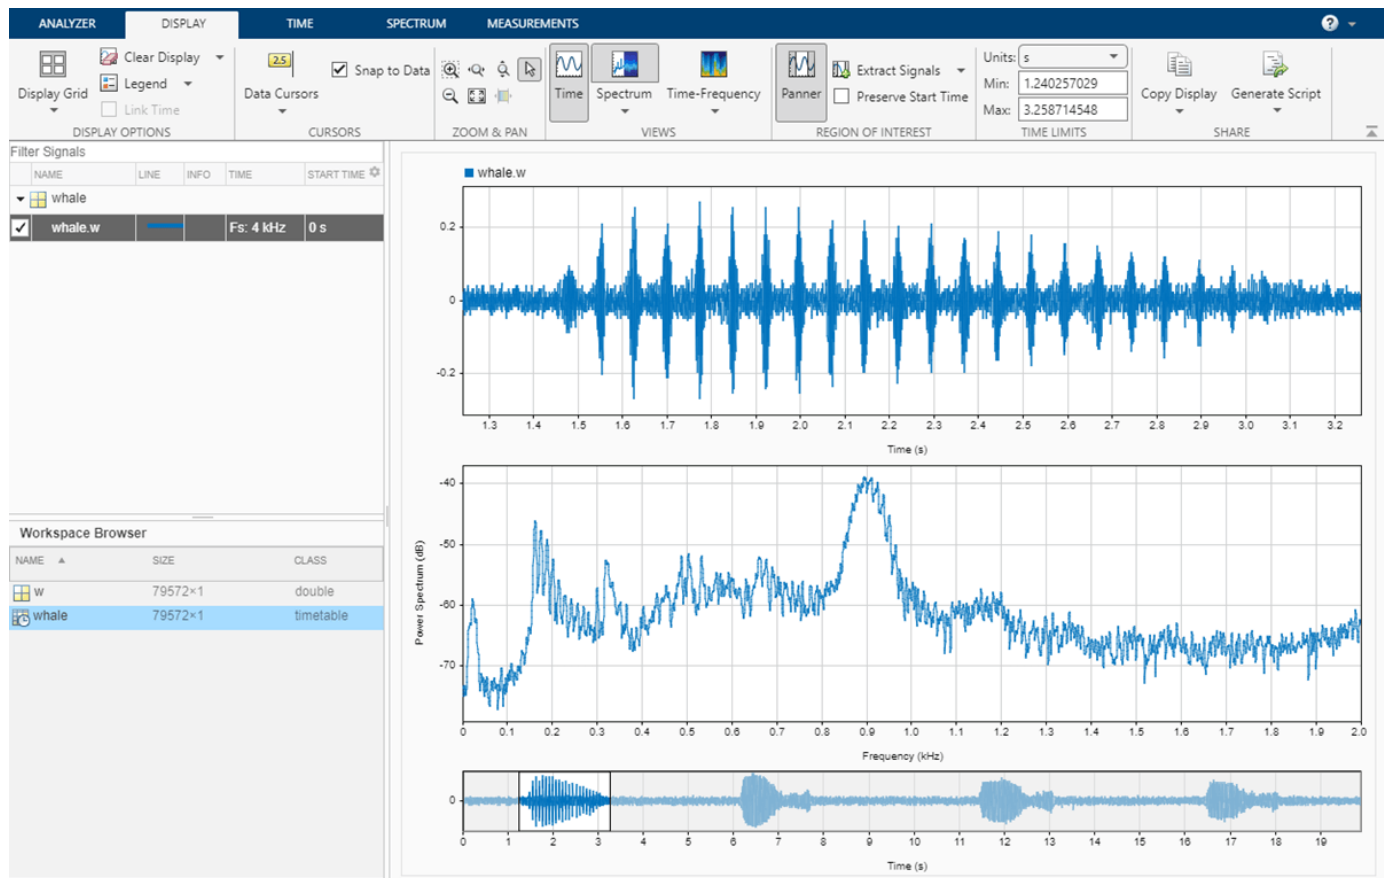 ANALYZER DISPLAY TIME SPECTRUM MEASUREMENTS ?
Display Grid
Clear Display
Legend
Link Time
DISPLAY OPTIONS
2.5
Data Cursors
Snap to Data
CURSORS
ZOOM & PAN
Time Spectrum Time-Frequency
VIEWS
Panner
Extract Signals
Preserve Start Time
REGION OF INTEREST
Units: s
Min: 1.240257029
Max: 3.258714548
TIME LIMITS
Copy Display Generate Script
SHARE
Filter Signals
NAME LINE INFO TIME START TIME
whale
whale.w Fs: 4 kHz 0 s
Workspace Browser
NAME SIZE CLASS
w 79572×1 double
whale 79572×1 timetable
whale.w
0.2
0
-0.2
1.3 1.4 1.5 1.6 1.7 1.8 1.9 2.0 2.1 2.2 2.3 2.4 2.5 2.6 2.7 2.8 2.9 3.0 3.1 3.2
Time (s)
Power Spectrum (dB)
-40
-50
-60
-70
0 0.1 0.2 0.3 0.4 0.5 0.6 0.7 0.8 0.9 1.0 1.1 1.2 1.3 1.4 1.5 1.6 1.7 1.8 1.9 2.0
Frequency (kHz)
0
0 1 2 3 4 5 6 7 8 9 10 11 12 13 14 15 16 17 18 19
Time (s)